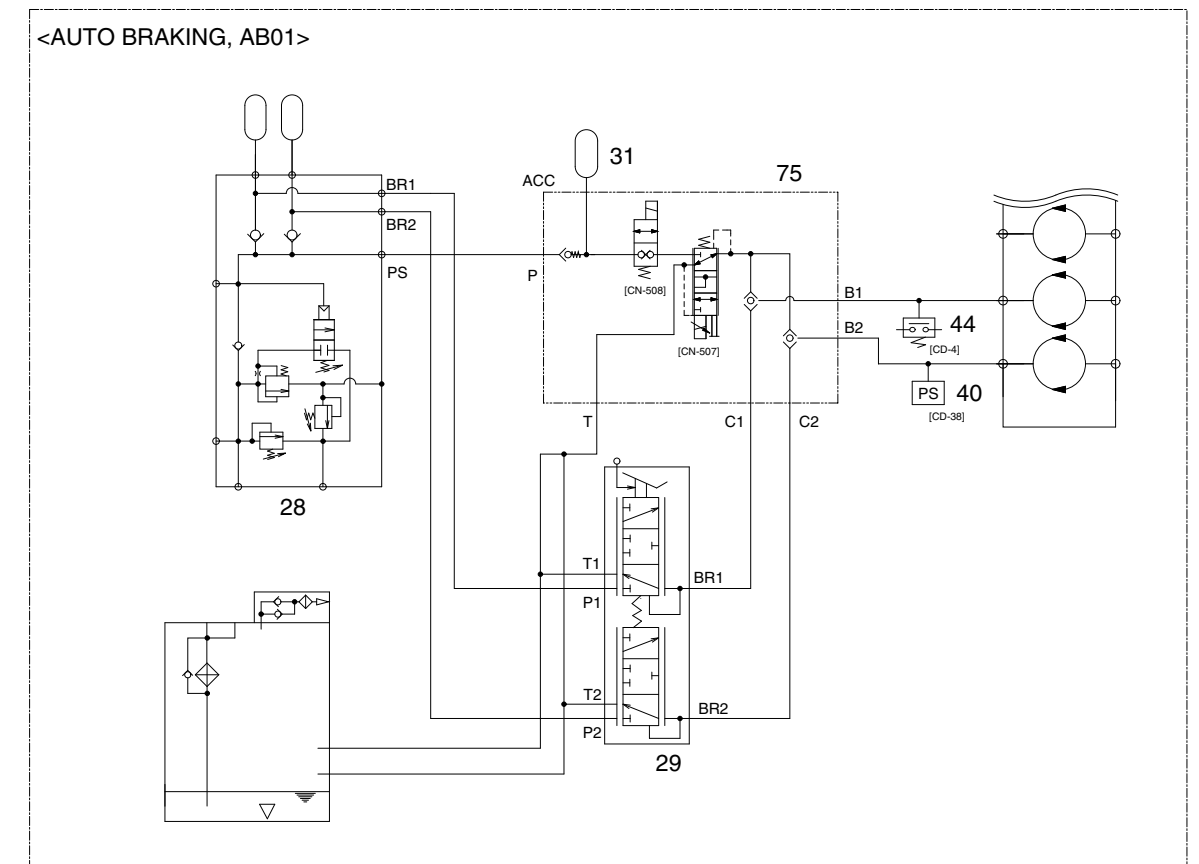 <AUTO BRAKING, AB01>
31
75
ACC
BR1
BR2
PS
P
[CN-508]
[CN-507]
B1
B2
44
[CD-4]
PS
40
[CD-38]
T
C1
C2
28
T1
P1
BR1
T2
P2
BR2
29